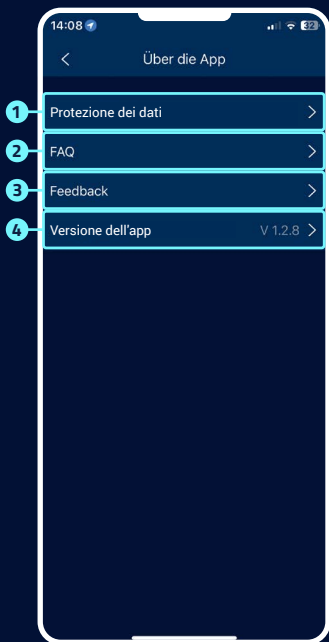 14:08
32
Über die App
1 Protezione dei dati
2 FAQ
3 Feedback
4 Versione dell'app V 1.2.8